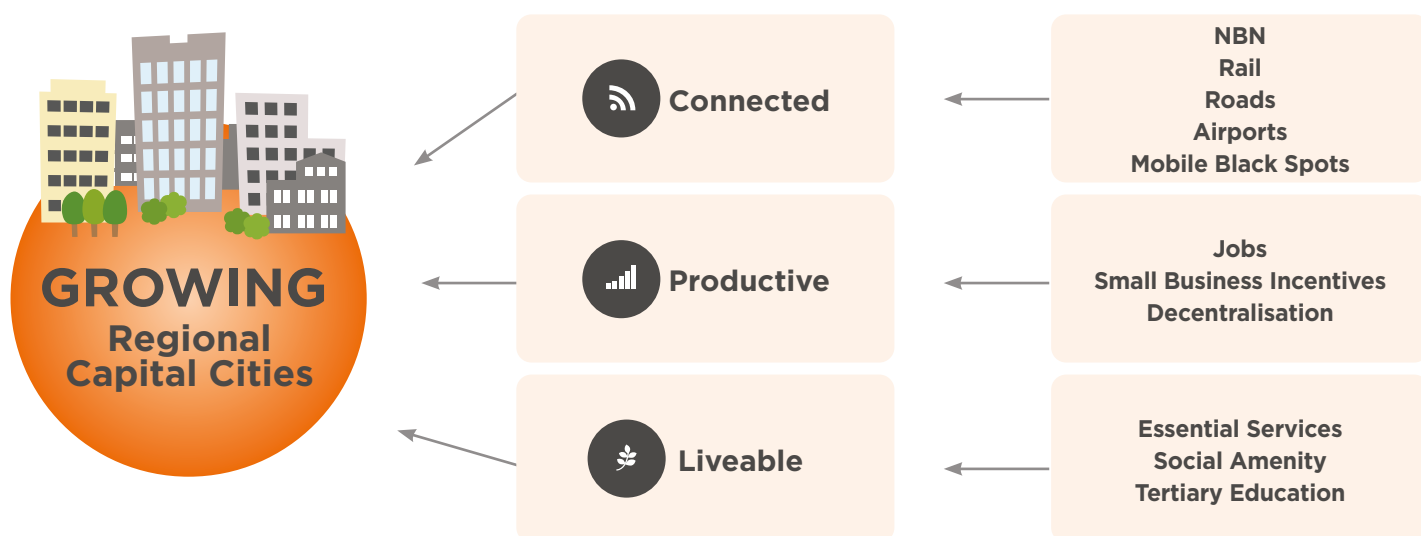 GROWING
Regional
Capital Cities
Connected
NBN
Rail
Roads
Airports
Mobile Black Spots
Productive
Jobs
Small Business Incentives
Decentralisation
Liveable
Essential Services
Social Amenity
Tertiary Education